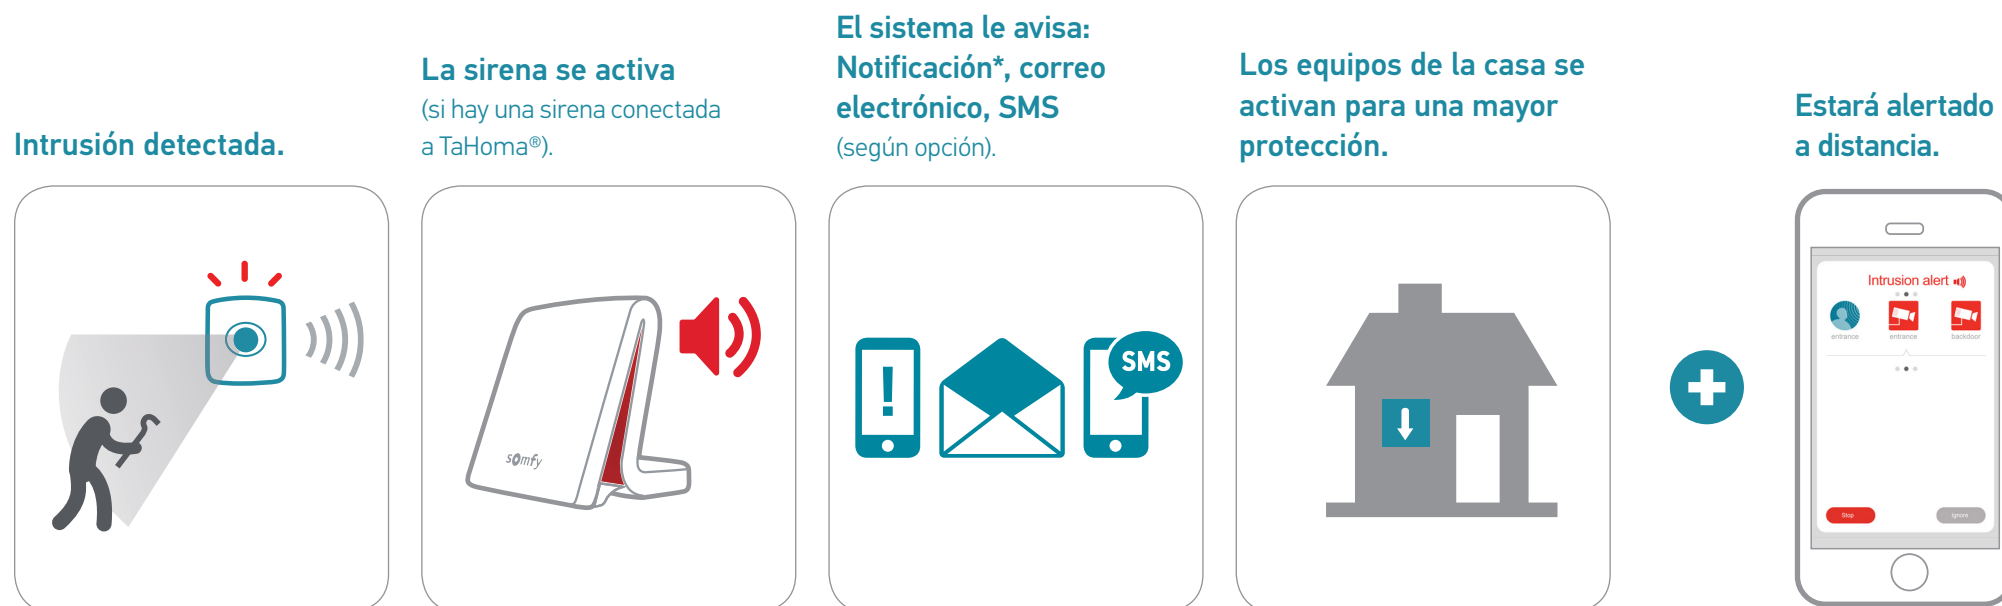 Intrusión detectada.
La sirena se activa
(si hay una sirena conectada
a TaHoma®).
El sistema le avisa:
Notificación*, correo
electrónico, SMS
(según opción).
Los equipos de la casa se
activan para una mayor
protección.
Estará alertado
a distancia.
somfy
!
SMS
Intrusion alert
entrance
entrance
backdoor
Stop
Ignore